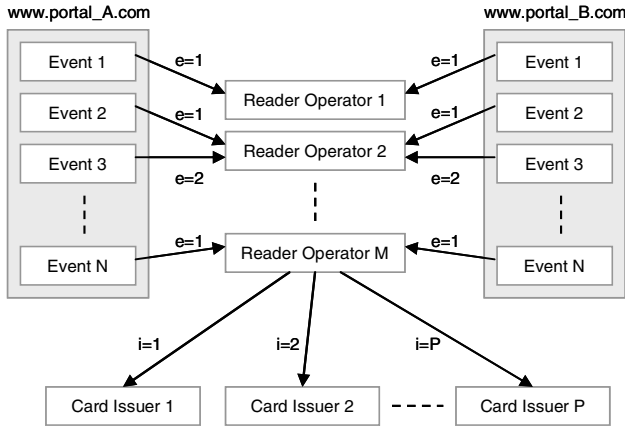 www.portal_A.com
www.portal_B.com
Event 1
e=1
e=1
Event 1
Reader Operator 1
Event 2
e=1
e=1
Event 2
Reader Operator 2
Event 3
e=2
e=2
Event 3
Event N
e=1
Reader Operator M
e=1
Event N
i=1
i=2
i=P
Card Issuer 1
Card Issuer 2
Card Issuer P